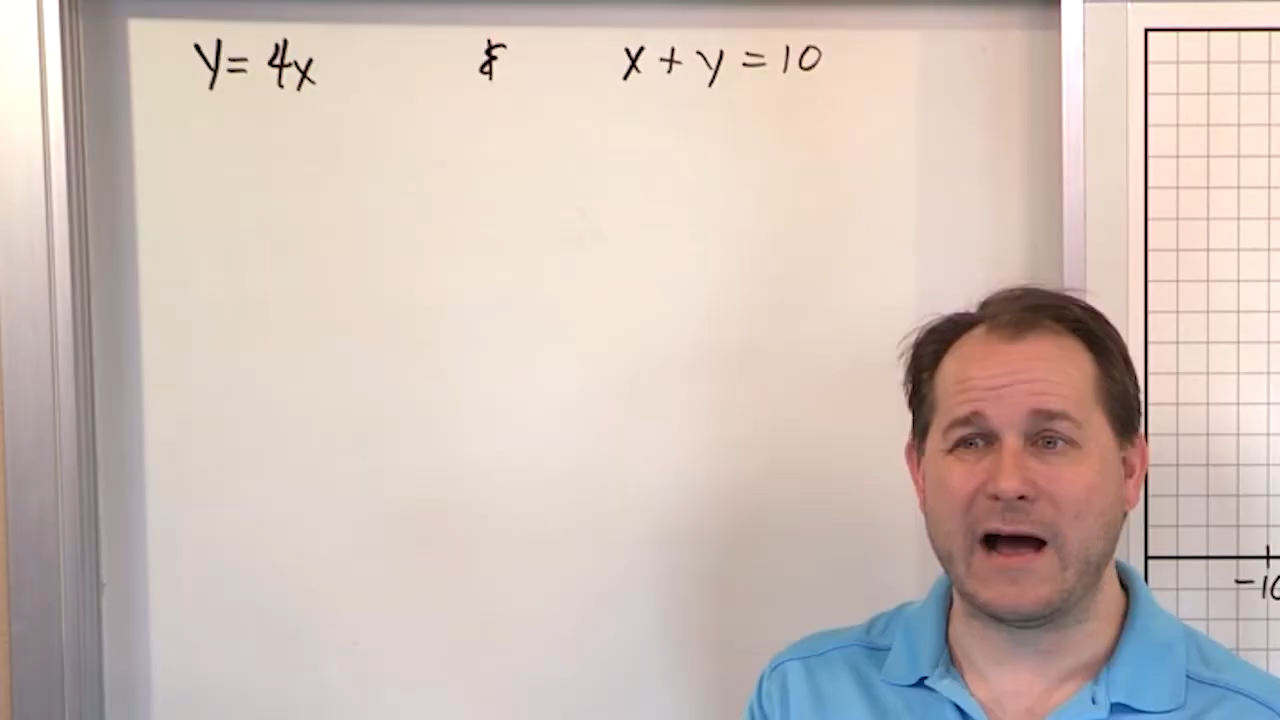 y = 4x & x + y = 10